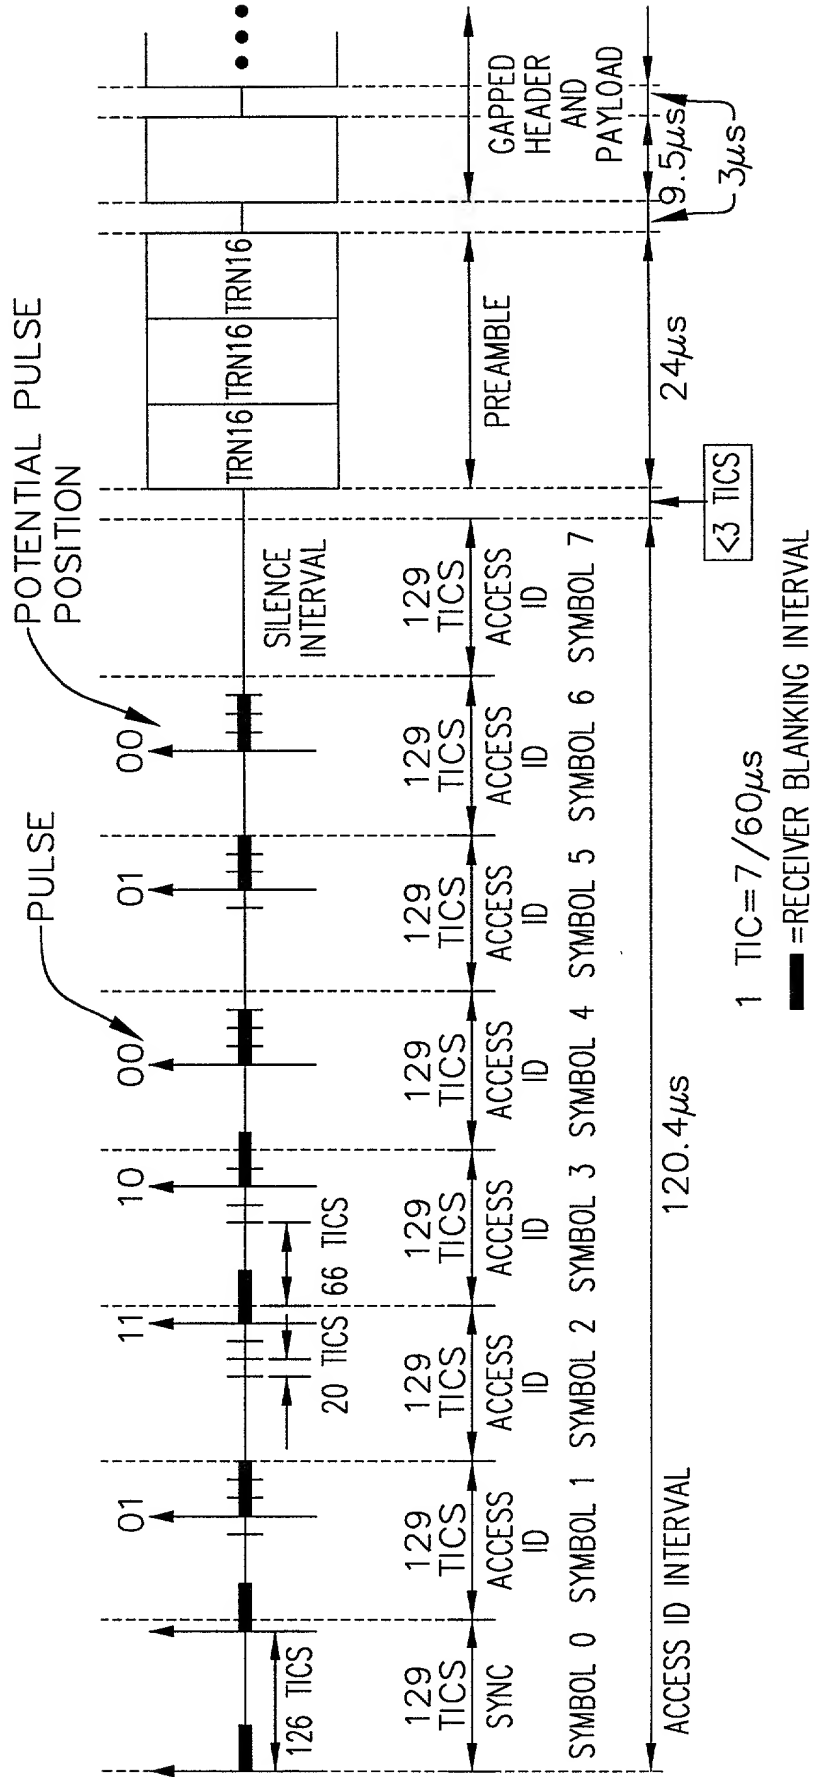 PULSE
POTENTIAL PULSE
POSITION
01
11
10
00
01
00
126 TICS
20 TICS
66 TICS
SILENCE
INTERVAL
TRN16
TRN16
TRN16
129
TICS
SYNC
129
TICS
ACCESS
ID
129
TICS
ACCESS
ID
129
TICS
ACCESS
ID
129
TICS
ACCESS
ID
129
TICS
ACCESS
ID
129
TICS
ACCESS
ID
129
TICS
ACCESS
ID
PREAMBLE
GAPPED
HEADER
AND
PAYLOAD
SYMBOL 0
SYMBOL 1
SYMBOL 2
SYMBOL 3
SYMBOL 4
SYMBOL 5
SYMBOL 6
SYMBOL 7
ACCESS ID INTERVAL
120.4μs
<3 TICS
24μs
9.5μs
3μs
1 TIC=7/60μs
=RECEIVER BLANKING INTERVAL